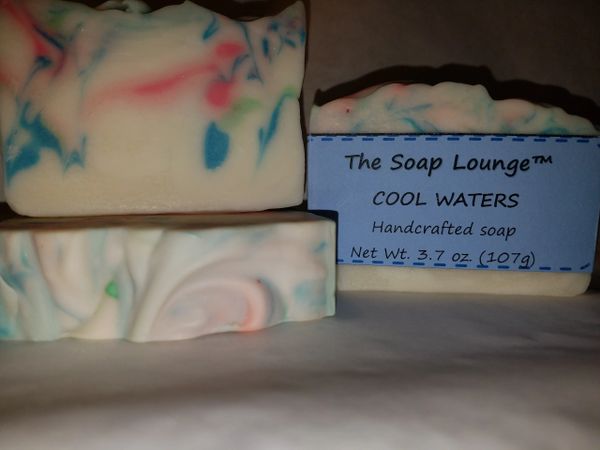 The Soap Lounge™
COOL WATERS
Handcrafted soap
Net Wt. 3.7 oz. (107g)